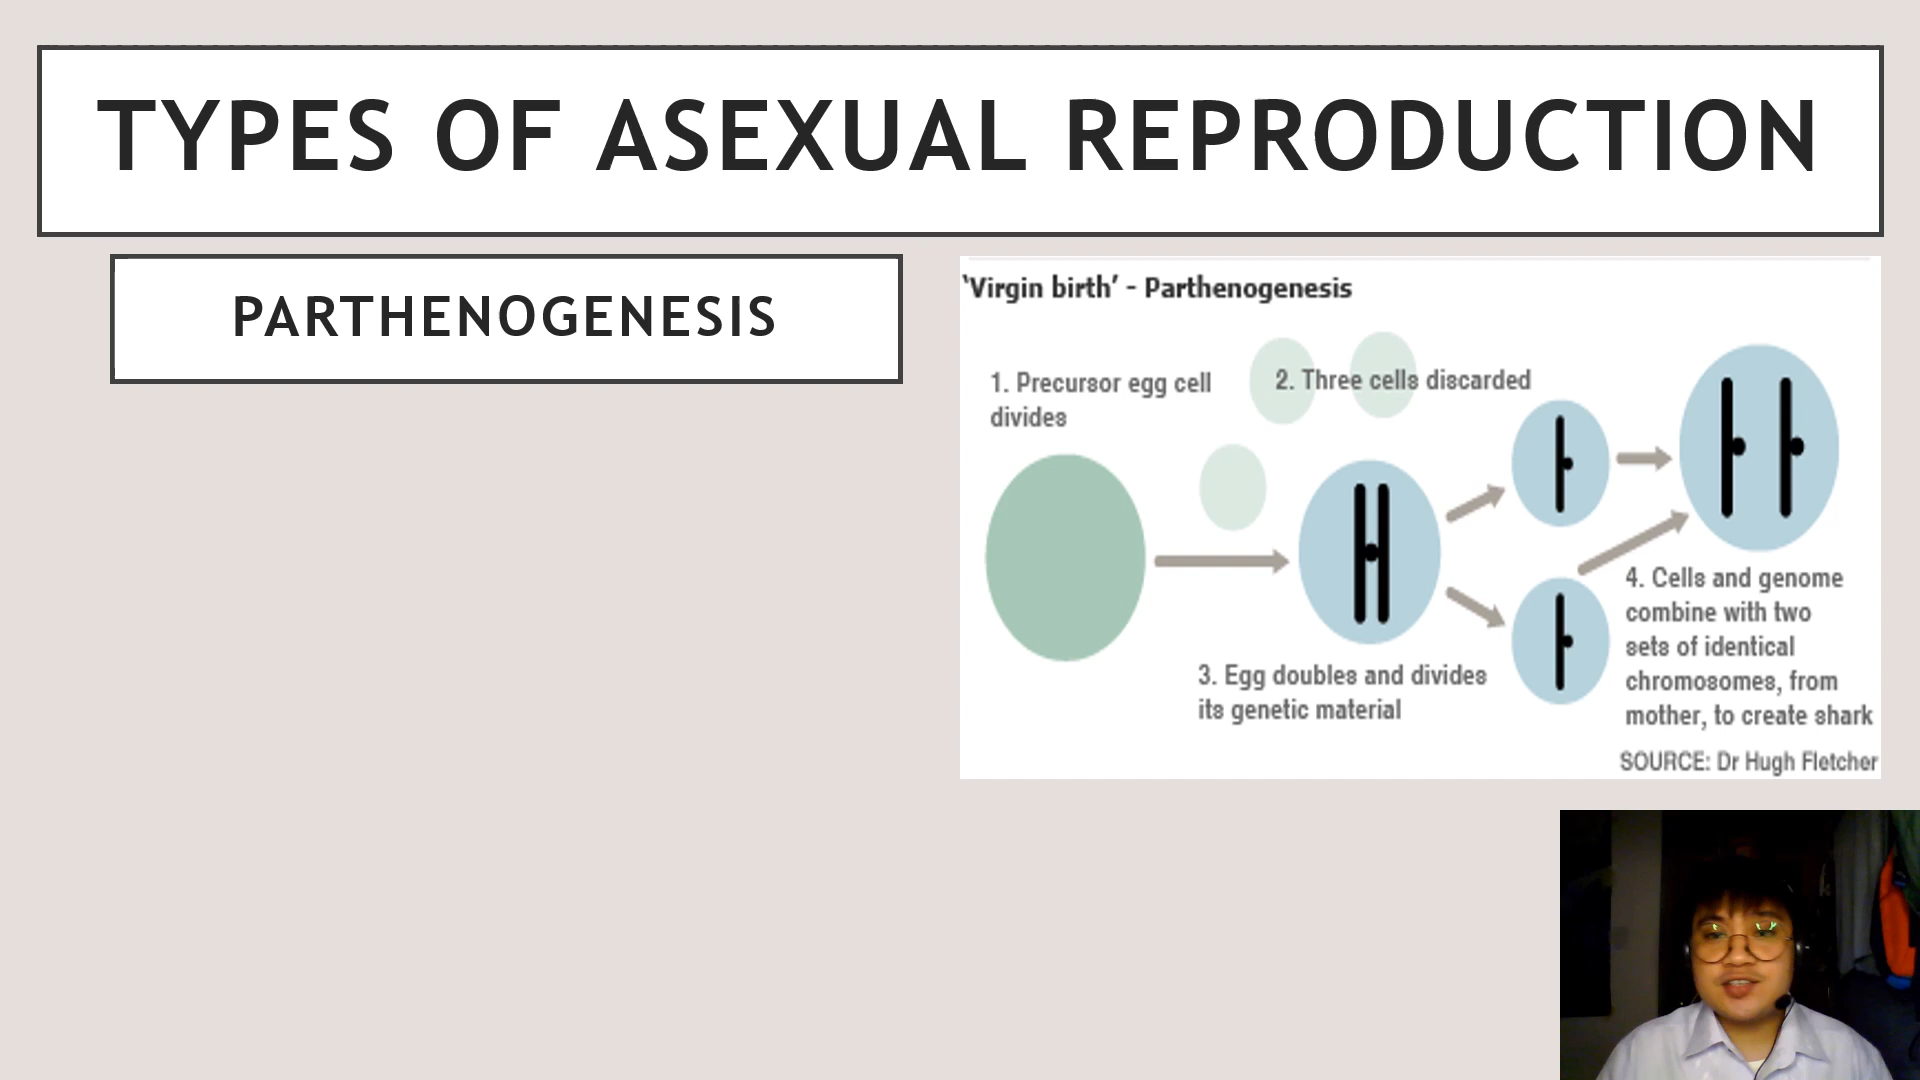 TYPES OF ASEXUAL REPRODUCTION
PARTHENOGENESIS
'Virgin birth' - Parthenogenesis
1. Precursor egg cell
divides
2. Three cells discarded
3. Egg doubles and divides
its genetic material
4. Cells and genome
combine with two
sets of identical
chromosomes, from
mother, to create shark
SOURCE: Dr Hugh Fletcher